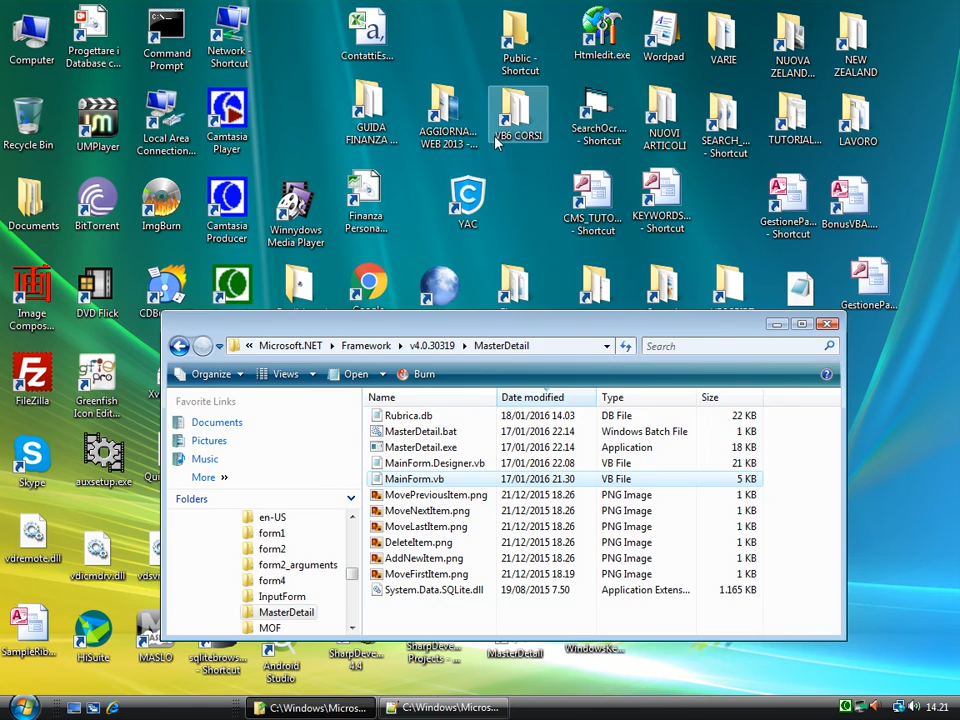 Computer
Progettare i
Database c...
Command
Prompt
Network -
Shortcut
ContattiEs...
Public -
Shortcut
Htmledit.exe
Wordpad
VARIE
NUOVA
ZELAND...
NEW
ZEALAND
Recycle Bin
UMPlayer
Local Area
Connection...
Camtasia
Player
GUIDA
FINANZA ...
AGGIORNA...
WEB 2013 -...
VB6 CORSI
SearchOcr....
- Shortcut
NUOVI
ARTICOLI
SEARCH_...
- Shortcut
TUTORIAL...
LAVORO
Documents
BitTorrent
ImgBurn
Camtasia
Producer
Winnydows
Media Player
Finanza
Persona...
YAC
CMS_TUTO...
- Shortcut
KEYWORDS...
- Shortcut
GestionePa...
- Shortcut
BonusVBA....
Image
Compos...
DVD Flick
GestionePa...
FileZilla
Greenfish
Icon Edit...
Skype
auxsetup.exe
vdremote.dll
vdicmdrv.dll
SampleRib...
HiSuite
MASLO
sqlitebrows...
- Shortcut
Android
Studio
SharpDeve...
4.4
SharpDeve...
Projects - ...
MasterDetail
WindowsKe...
« Microsoft.NET Framework v4.0.30319 MasterDetail
Search
Organize Views Open Burn
Favorite Links
Documents
Pictures
Music
More »
Folders
en-US
form1
form2
form2_arguments
form4
InputForm
MasterDetail
MOF
Name Date modified Type Size
Rubrica.db 18/01/2016 14.03 DB File 22 KB
MasterDetail.bat 17/01/2016 22.14 Windows Batch File 1 KB
MasterDetail.exe 17/01/2016 22.14 Application 18 KB
MainForm.Designer.vb 17/01/2016 22.08 VB File 21 KB
MainForm.vb 17/01/2016 21.30 VB File 5 KB
MovePreviousItem.png 21/12/2015 18.26 PNG Image 1 KB
MoveNextItem.png 21/12/2015 18.26 PNG Image 1 KB
MoveLastItem.png 21/12/2015 18.26 PNG Image 1 KB
DeleteItem.png 21/12/2015 18.26 PNG Image 1 KB
AddNewItem.png 21/12/2015 18.26 PNG Image 1 KB
MoveFirstItem.png 21/12/2015 18.19 PNG Image 1 KB
System.Data.SQLite.dll 19/08/2015 7.50 Application Extens... 1.165 KB
C:\Windows\Micros... C:\Windows\Micros... 14.21